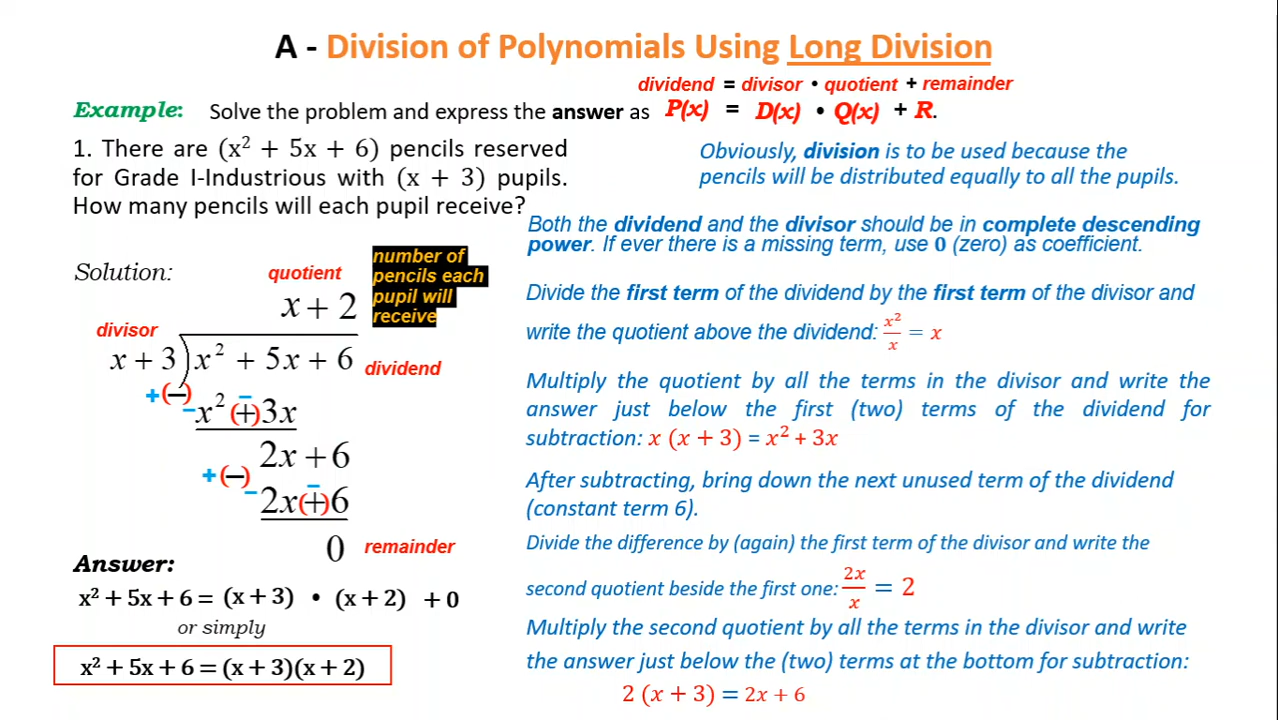 A - Division of Polynomials Using Long Division
dividend = divisor • quotient + remainder
Example: Solve the problem and express the answer as P(x) = D(x) • Q(x) + R.
1. There are (x² + 5x + 6) pencils reserved
for Grade I-Industrious with (x + 3) pupils.
How many pencils will each pupil receive?
Obviously, division is to be used because the
pencils will be distributed equally to all the pupils.
Both the dividend and the divisor should be in complete descending
power. If ever there is a missing term, use 0 (zero) as coefficient.
Solution:
quotient
number of
pencils each
pupil will
receive
x + 2
divisor
x + 3)x² + 5x + 6
dividend
+(−)
−x²(+)3x
−
2x + 6
+(−)
−2x(+)6
−
0
remainder
Answer:
x² + 5x + 6 = (x + 3) • (x + 2) + 0
or simply
x² + 5x + 6 = (x + 3)(x + 2)
Divide the first term of the dividend by the first term of the divisor and
write the quotient above the dividend: x²/x = x
Multiply the quotient by all the terms in the divisor and write the
answer just below the first (two) terms of the dividend for
subtraction: x (x + 3) = x² + 3x
After subtracting, bring down the next unused term of the dividend
(constant term 6).
Divide the difference by (again) the first term of the divisor and write the
second quotient beside the first one: 2x/x = 2
Multiply the second quotient by all the terms in the divisor and write
the answer just below the (two) terms at the bottom for subtraction:
2 (x + 3) = 2x + 6